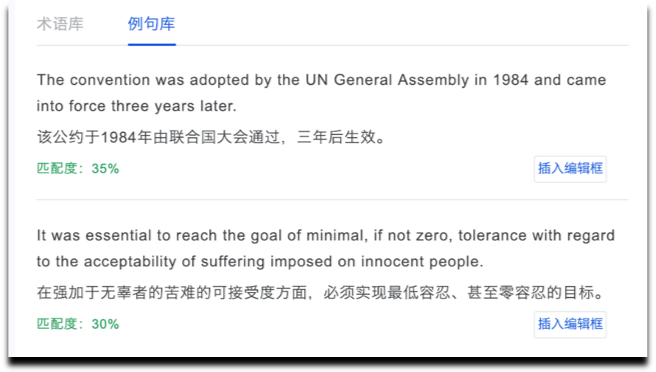 术语库 例句库
The convention was adopted by the UN General Assembly in 1984 and came
into force three years later.
该公约于1984年由联合国大会通过，三年后生效。
匹配度：35% 插入编辑框
It was essential to reach the goal of minimal, if not zero, tolerance with regard
to the acceptability of suffering imposed on innocent people.
在强加于无辜者的苦难的可接受度方面，必须实现最低容忍、甚至零容忍的目标。
匹配度：30% 插入编辑框